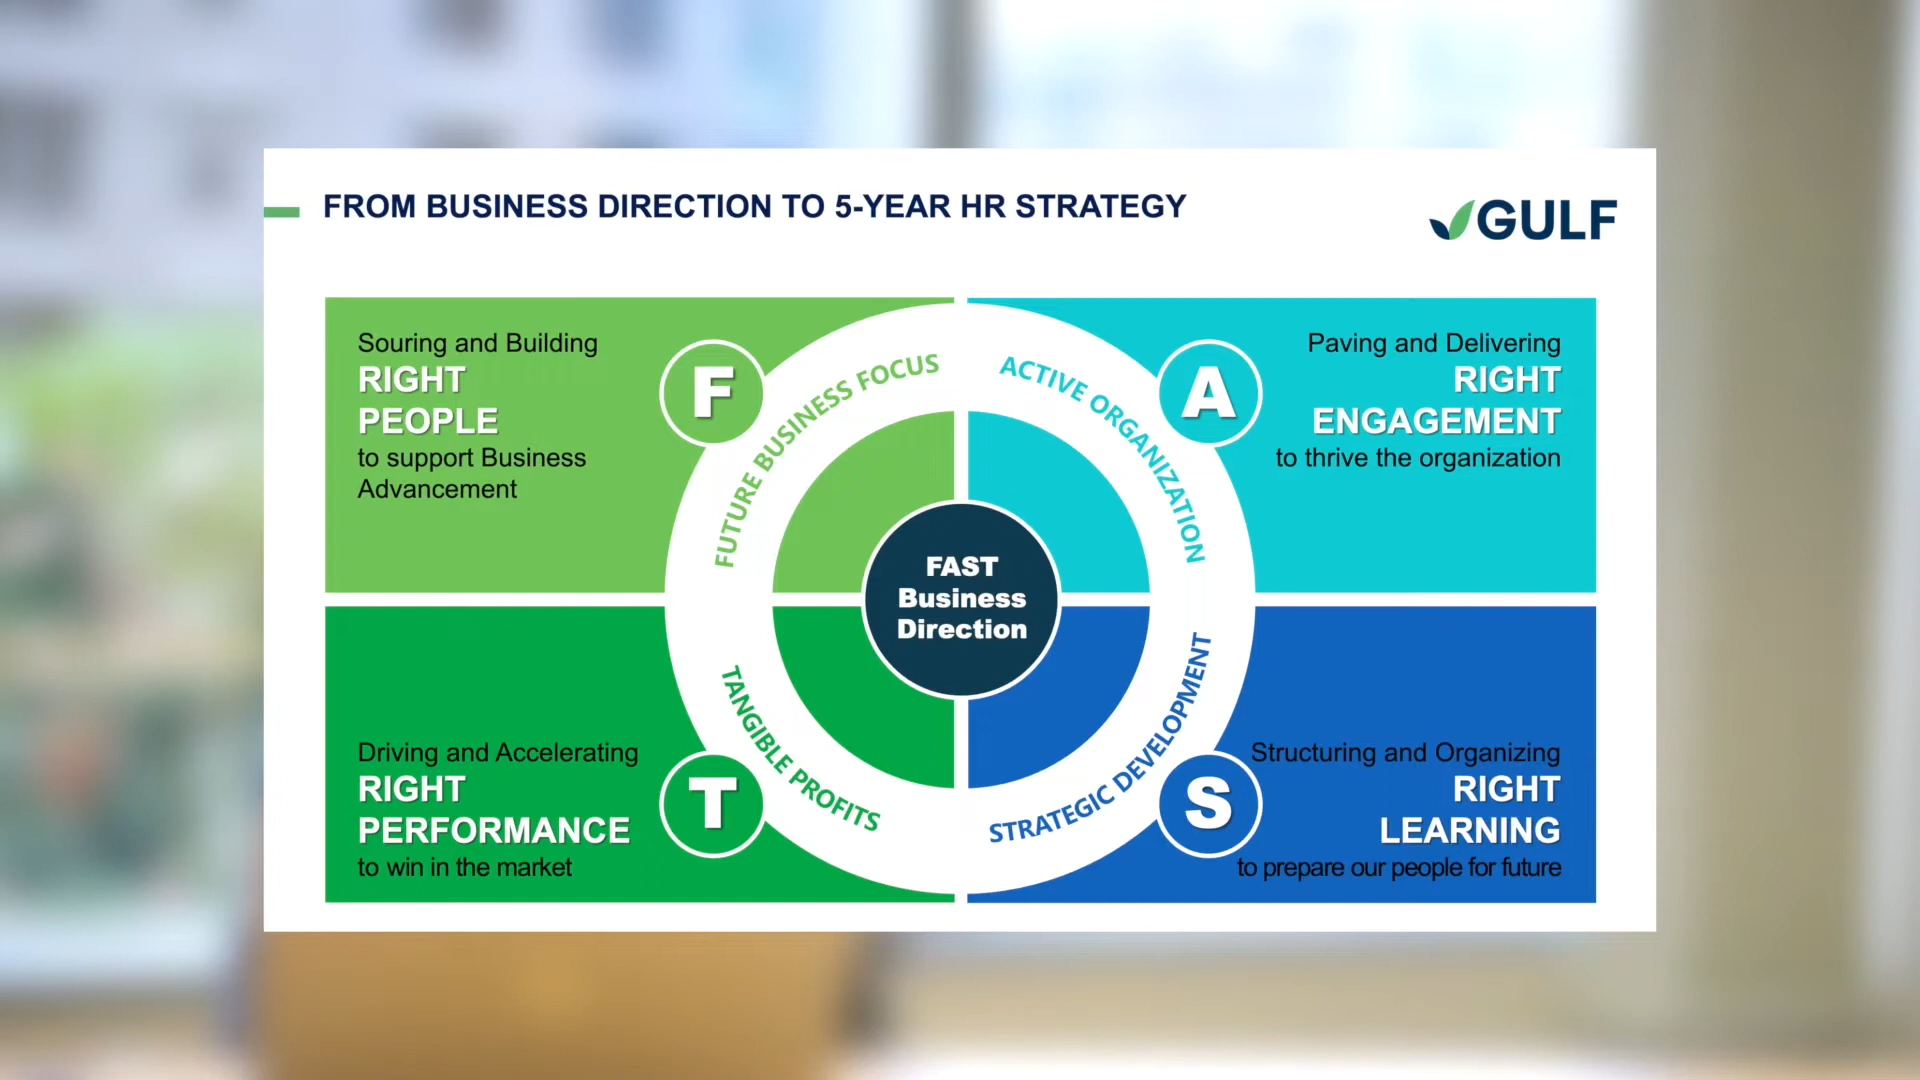 FROM BUSINESS DIRECTION TO 5-YEAR HR STRATEGY
GULF
Souring and Building
RIGHT
PEOPLE
to support Business
Advancement
F
FUTURE BUSINESS FOCUS
ACTIVE ORGANIZATION
A
Paving and Delivering
RIGHT
ENGAGEMENT
to thrive the organization
FAST
Business
Direction
Driving and Accelerating
RIGHT
PERFORMANCE
to win in the market
T
TANGIBLE PROFITS
STRATEGIC DEVELOPMENT
S
Structuring and Organizing
RIGHT
LEARNING
to prepare our people for future